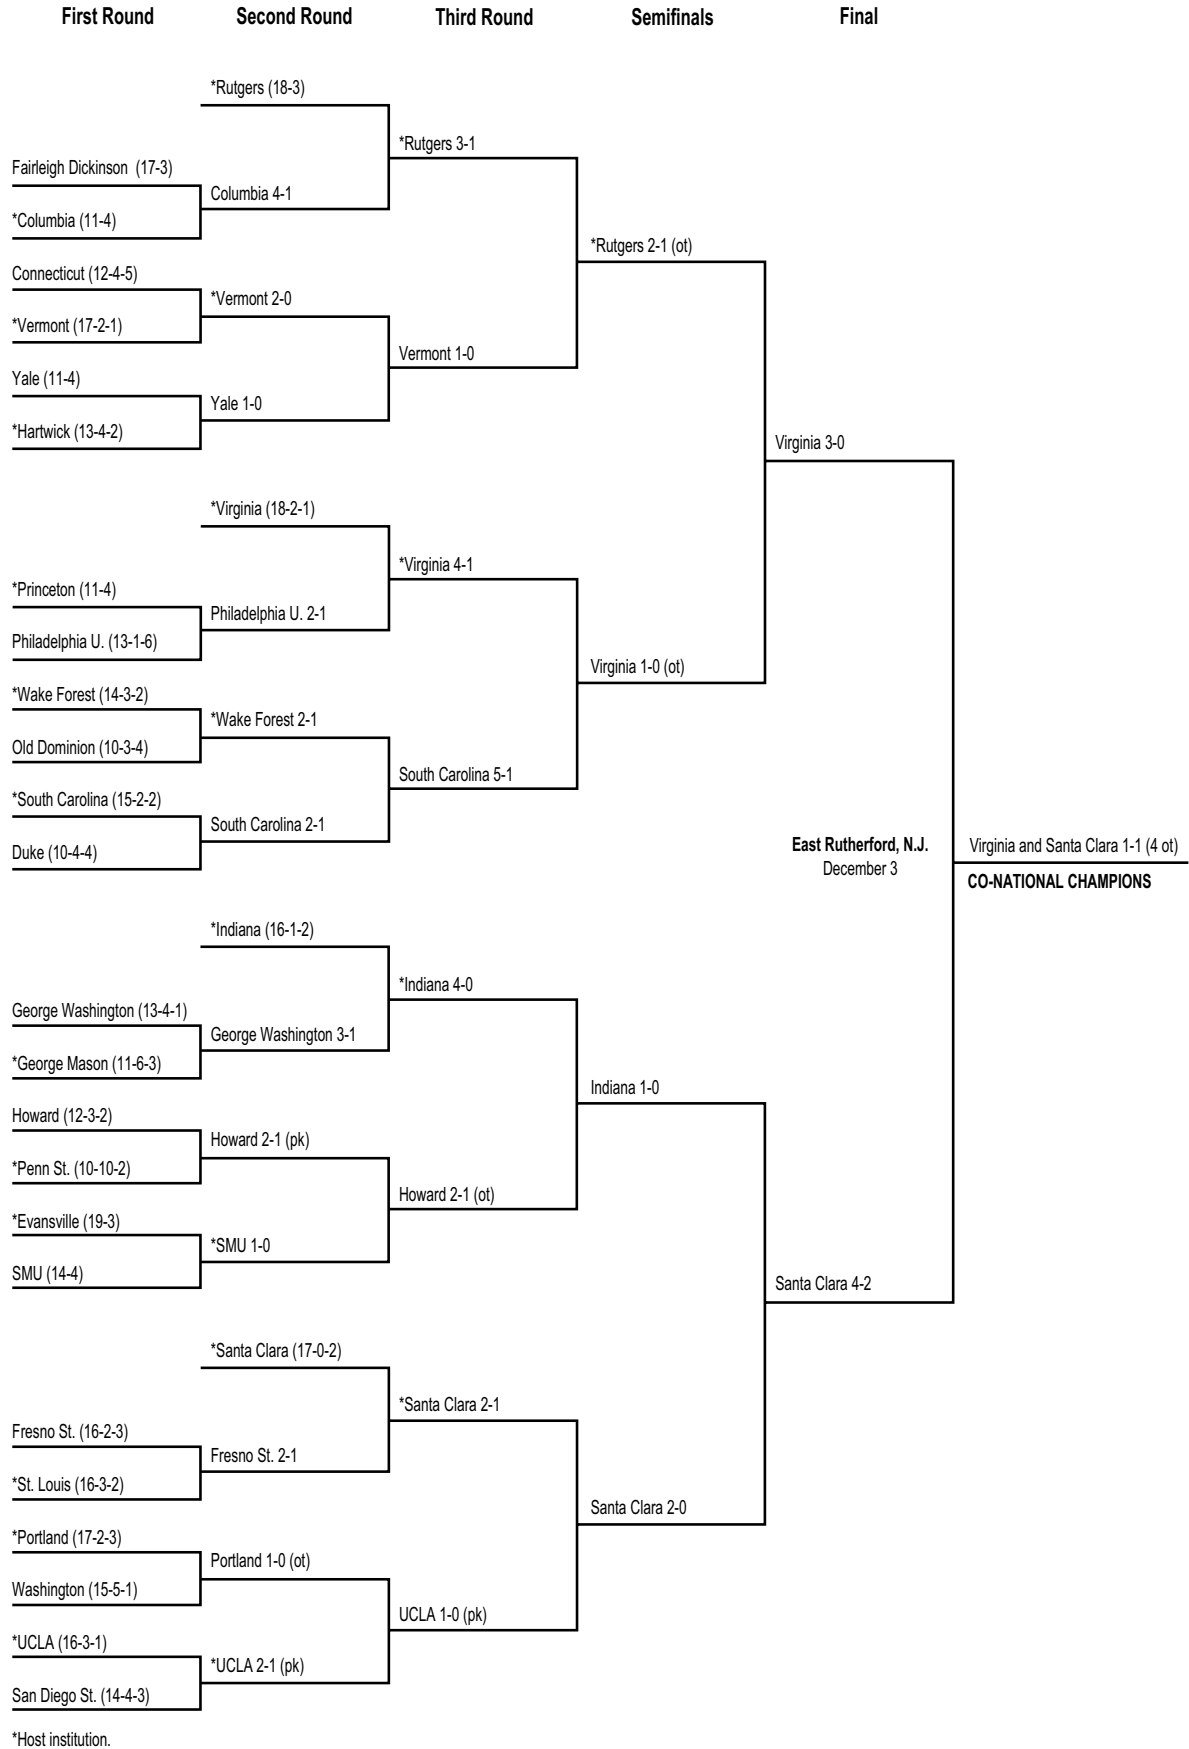 First Round
Second Round
Third Round
Semifinals
Final
*Rutgers (18-3)
*Rutgers 3-1
Fairleigh Dickinson  (17-3)
Columbia 4-1
*Columbia (11-4)
*Rutgers 2-1 (ot)
Connecticut (12-4-5)
*Vermont 2-0
*Vermont (17-2-1)
Vermont 1-0
Yale (11-4)
Yale 1-0
*Hartwick (13-4-2)
Virginia 3-0
*Virginia (18-2-1)
*Virginia 4-1
*Princeton (11-4)
Philadelphia U. 2-1
Philadelphia U. (13-1-6)
Virginia 1-0 (ot)
*Wake Forest (14-3-2)
*Wake Forest 2-1
Old Dominion (10-3-4)
South Carolina 5-1
*South Carolina (15-2-2)
South Carolina 2-1
Duke (10-4-4)
East Rutherford, N.J.
December 3
Virginia and Santa Clara 1-1 (4 ot)
CO-NATIONAL CHAMPIONS
*Indiana (16-1-2)
*Indiana 4-0
George Washington (13-4-1)
George Washington 3-1
*George Mason (11-6-3)
Indiana 1-0
Howard (12-3-2)
Howard 2-1 (pk)
*Penn St. (10-10-2)
Howard 2-1 (ot)
*Evansville (19-3)
*SMU 1-0
SMU (14-4)
Santa Clara 4-2
*Santa Clara (17-0-2)
*Santa Clara 2-1
Fresno St. (16-2-3)
Fresno St. 2-1
*St. Louis (16-3-2)
Santa Clara 2-0
*Portland (17-2-3)
Portland 1-0 (ot)
Washington (15-5-1)
UCLA 1-0 (pk)
*UCLA (16-3-1)
*UCLA 2-1 (pk)
San Diego St. (14-4-3)
*Host institution.